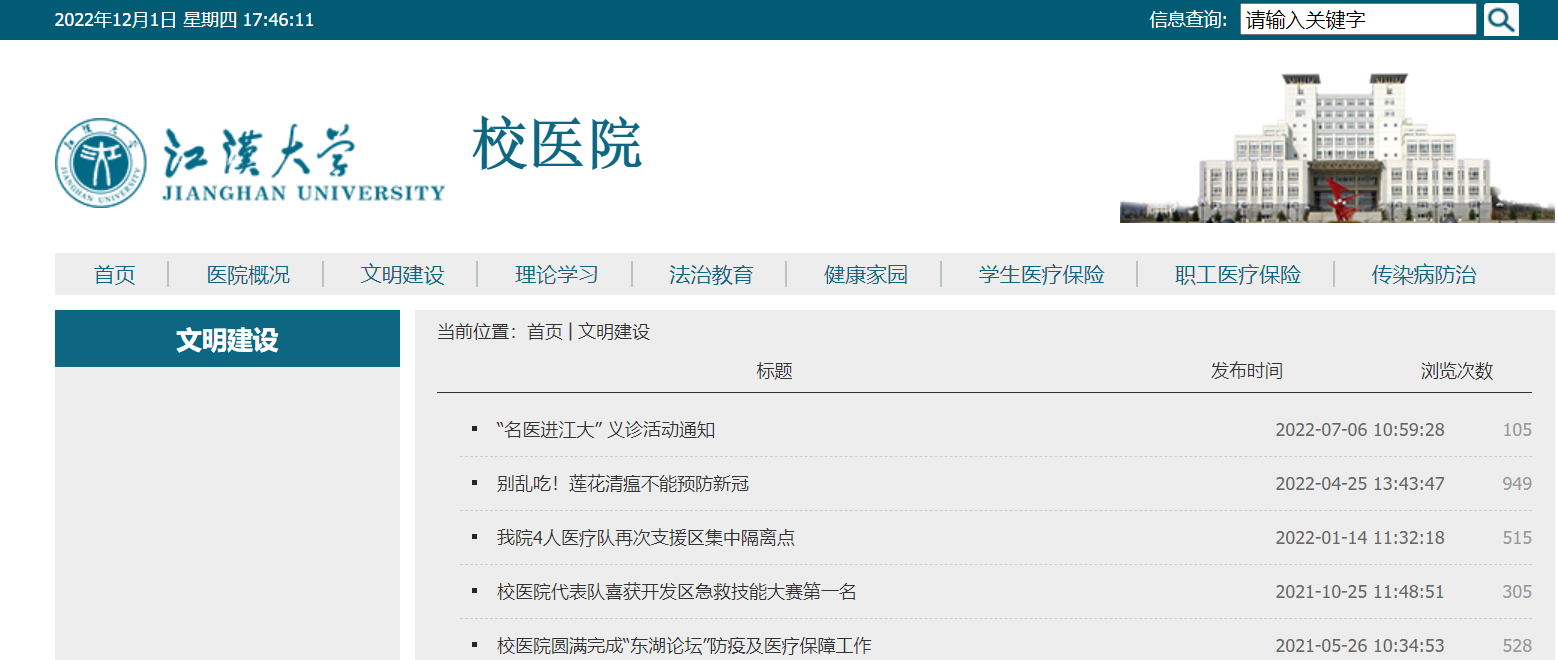 2022年12月1日 星期四 17:46:11 信息查询: 请输入关键字
江漢大学 校医院
JIANGHAN UNIVERSITY
首页 医院概况 文明建设 理论学习 法治教育 健康家园 学生医疗保险 职工医疗保险 传染病防治
文明建设
当前位置：首页 | 文明建设
标题 发布时间 浏览次数
“名医进江大” 义诊活动通知 2022-07-06 10:59:28 105
别乱吃！莲花清瘟不能预防新冠 2022-04-25 13:43:47 949
我院4人医疗队再次支援区集中隔离点 2022-01-14 11:32:18 515
校医院代表队喜获开发区急救技能大赛第一名 2021-10-25 11:48:51 305
校医院圆满完成“东湖论坛”防疫及医疗保障工作 2021-05-26 10:34:53 528